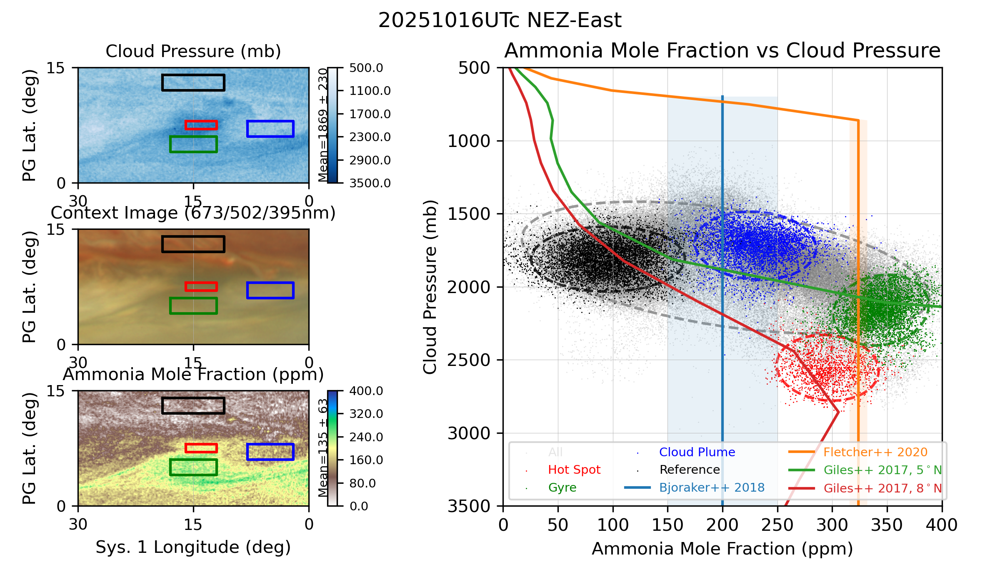 20251016UTc NEZ-East
Cloud Pressure (mb)
PG Lat. (deg)
15
0
30
15
0
Mean=1869 ± 230
500.0
1100.0
1700.0
2300.0
2900.0
3500.0
Context Image (673/502/395nm)
PG Lat. (deg)
15
0
30
15
0
Ammonia Mole Fraction (ppm)
PG Lat. (deg)
15
0
30
15
0
Sys. 1 Longitude (deg)
Mean=135 ± 63
400.0
320.0
240.0
160.0
80.0
0.0
Ammonia Mole Fraction vs Cloud Pressure
Cloud Pressure (mb)
500
1000
1500
2000
2500
3000
3500
All
Hot Spot
Gyre
Cloud Plume
Reference
Bjoraker++ 2018
Fletcher++ 2020
Giles++ 2017, 5°N
Giles++ 2017, 8°N
0
50
100
150
200
250
300
350
400
Ammonia Mole Fraction (ppm)